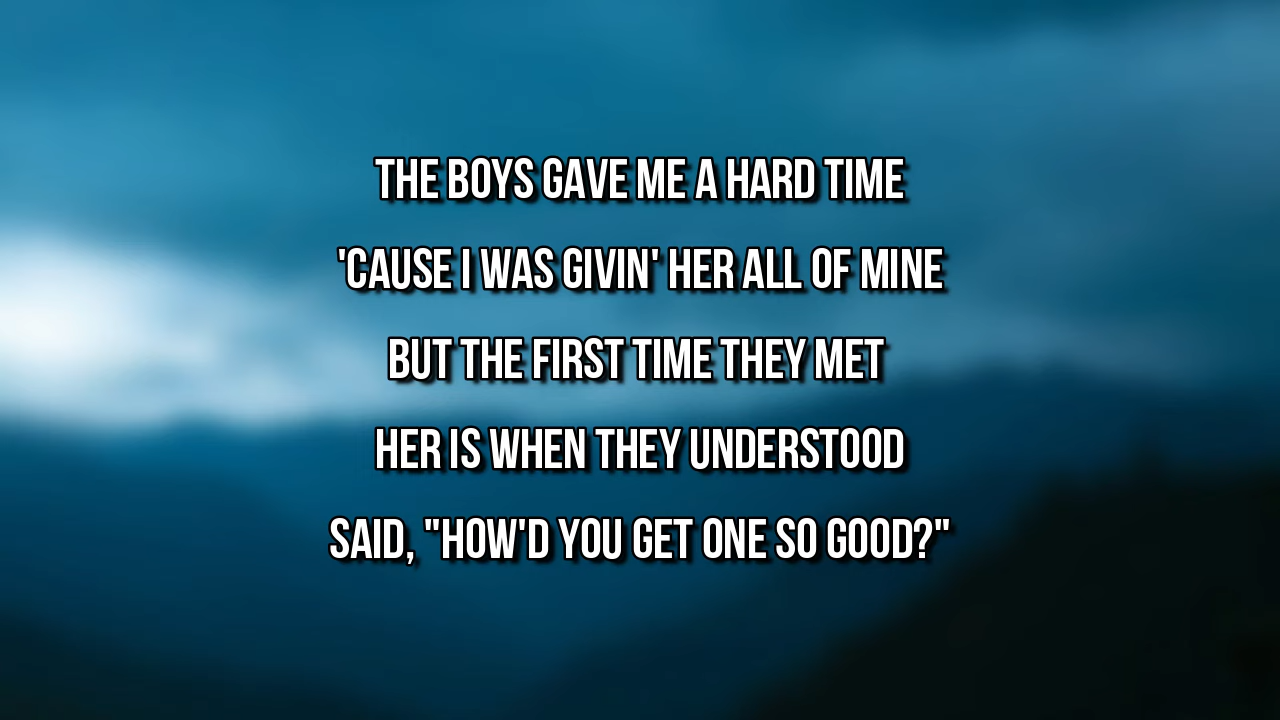 THE BOYS GAVE ME A HARD TIME
'CAUSE I WAS GIVIN' HER ALL OF MINE
BUT THE FIRST TIME THEY MET
HER IS WHEN THEY UNDERSTOOD
SAID, "HOW'D YOU GET ONE SO GOOD?"